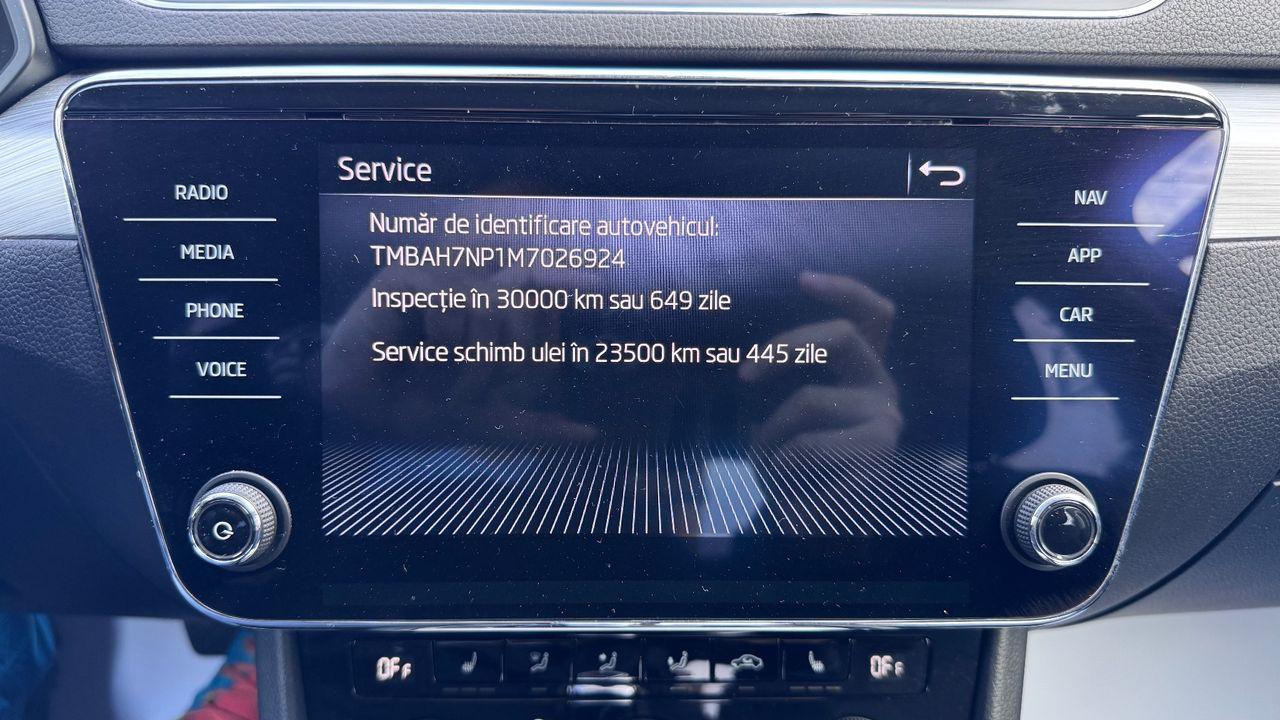 Service
RADIO
MEDIA
PHONE
VOICE
Număr de identificare autovehicul:
TMBAH7NP1M7026924
Inspecție în 30000 km sau 649 zile
Service schimb ulei în 23500 km sau 445 zile
NAV
APP
CAR
MENU
OFF
OFF